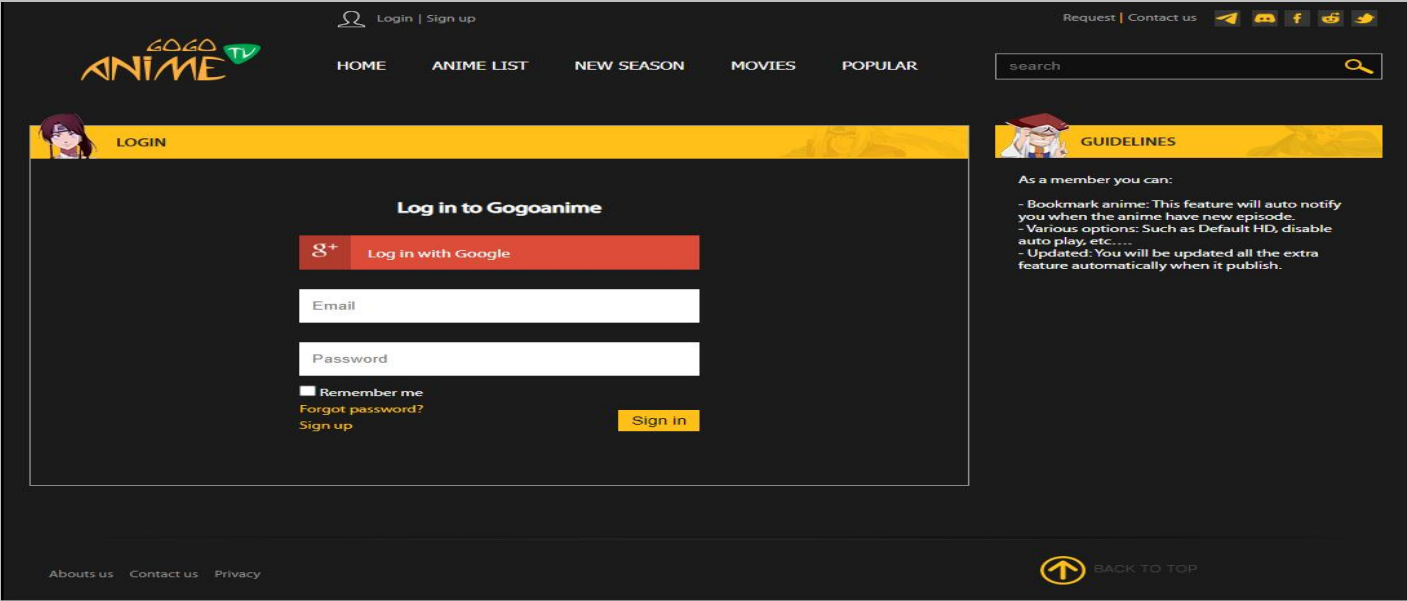 Login | Sign up
Request | Contact us
GOGO
ANIME TV
HOME ANIME LIST NEW SEASON MOVIES POPULAR
search
LOGIN
Log in to Gogoanime
g+ Log in with Google
Email
Password
Remember me
Forgot password?
Sign up
Sign in
GUIDELINES
As a member you can:
- Bookmark anime: This feature will auto notify
you when the anime have new episode.
- Various options: Such as Default HD, disable
auto play, etc....
- Updated: You will be updated all the extra
feature automatically when it publish.
Abouts us Contact us Privacy
BACK TO TOP